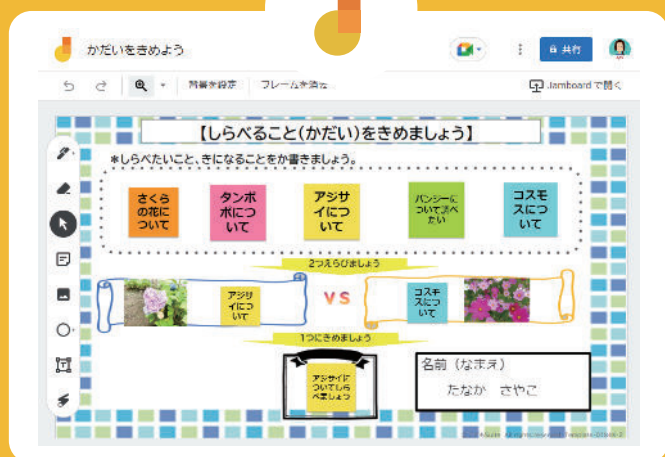 かだいをきめよう
共有
背景を設定 フレームを消去
Jamboard で開く
【しらべること(かだい)をきめましょう】
*しらべたいこと、きになることをか書きましょう。
さくら
の花に
ついて
タンポ
ポにつ
いて
アジサ
イにつ
いて
パンジーに
ついて調べ
たい
コスモ
スにつ
いて
2つえらびましょう
アジサ
イにつ
いて
VS
コスモ
スにつ
いて
1つにきめましょう
アジサイに
ついてしら
べましょう
名前(なまえ)
たなか さやこ